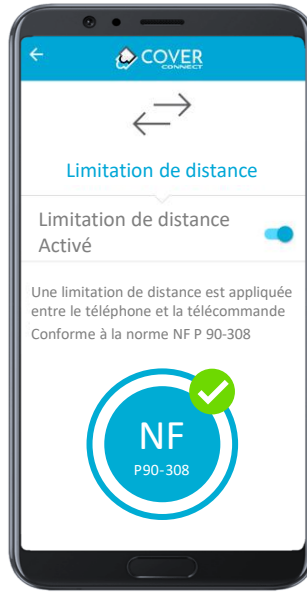 COVER
CONNECT
Limitation de distance
Limitation de distance
Activé
Une limitation de distance est appliquée
entre le téléphone et la télécommande
Conforme à la norme NF P 90-308
NF
P90-308